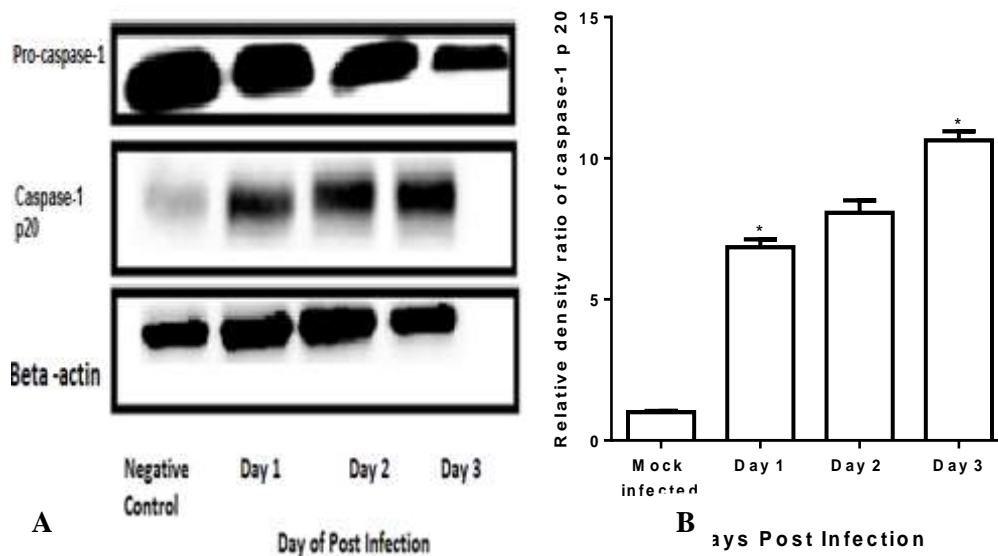 Pro-caspase-1
Caspase-1
p20
Beta -actin
Negative
Control
Day 1
Day 2
Day 3
A
Day of Post Infection
Relative density ratio of caspase-1 p 20
15
10
5
0
*
*
Mock
infected
Day 1
Day 2
Day 3
B
ays Post Infection